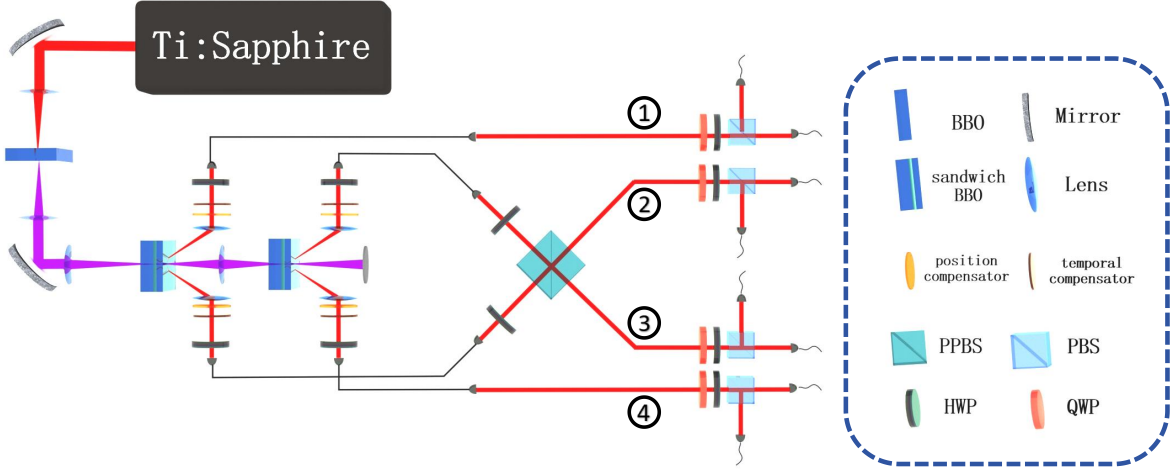 Ti:Sapphire
①
②
③
④
BBO
Mirror
sandwich
BBO
Lens
position
compensator
temporal
compensator
PPBS
PBS
HWP
QWP